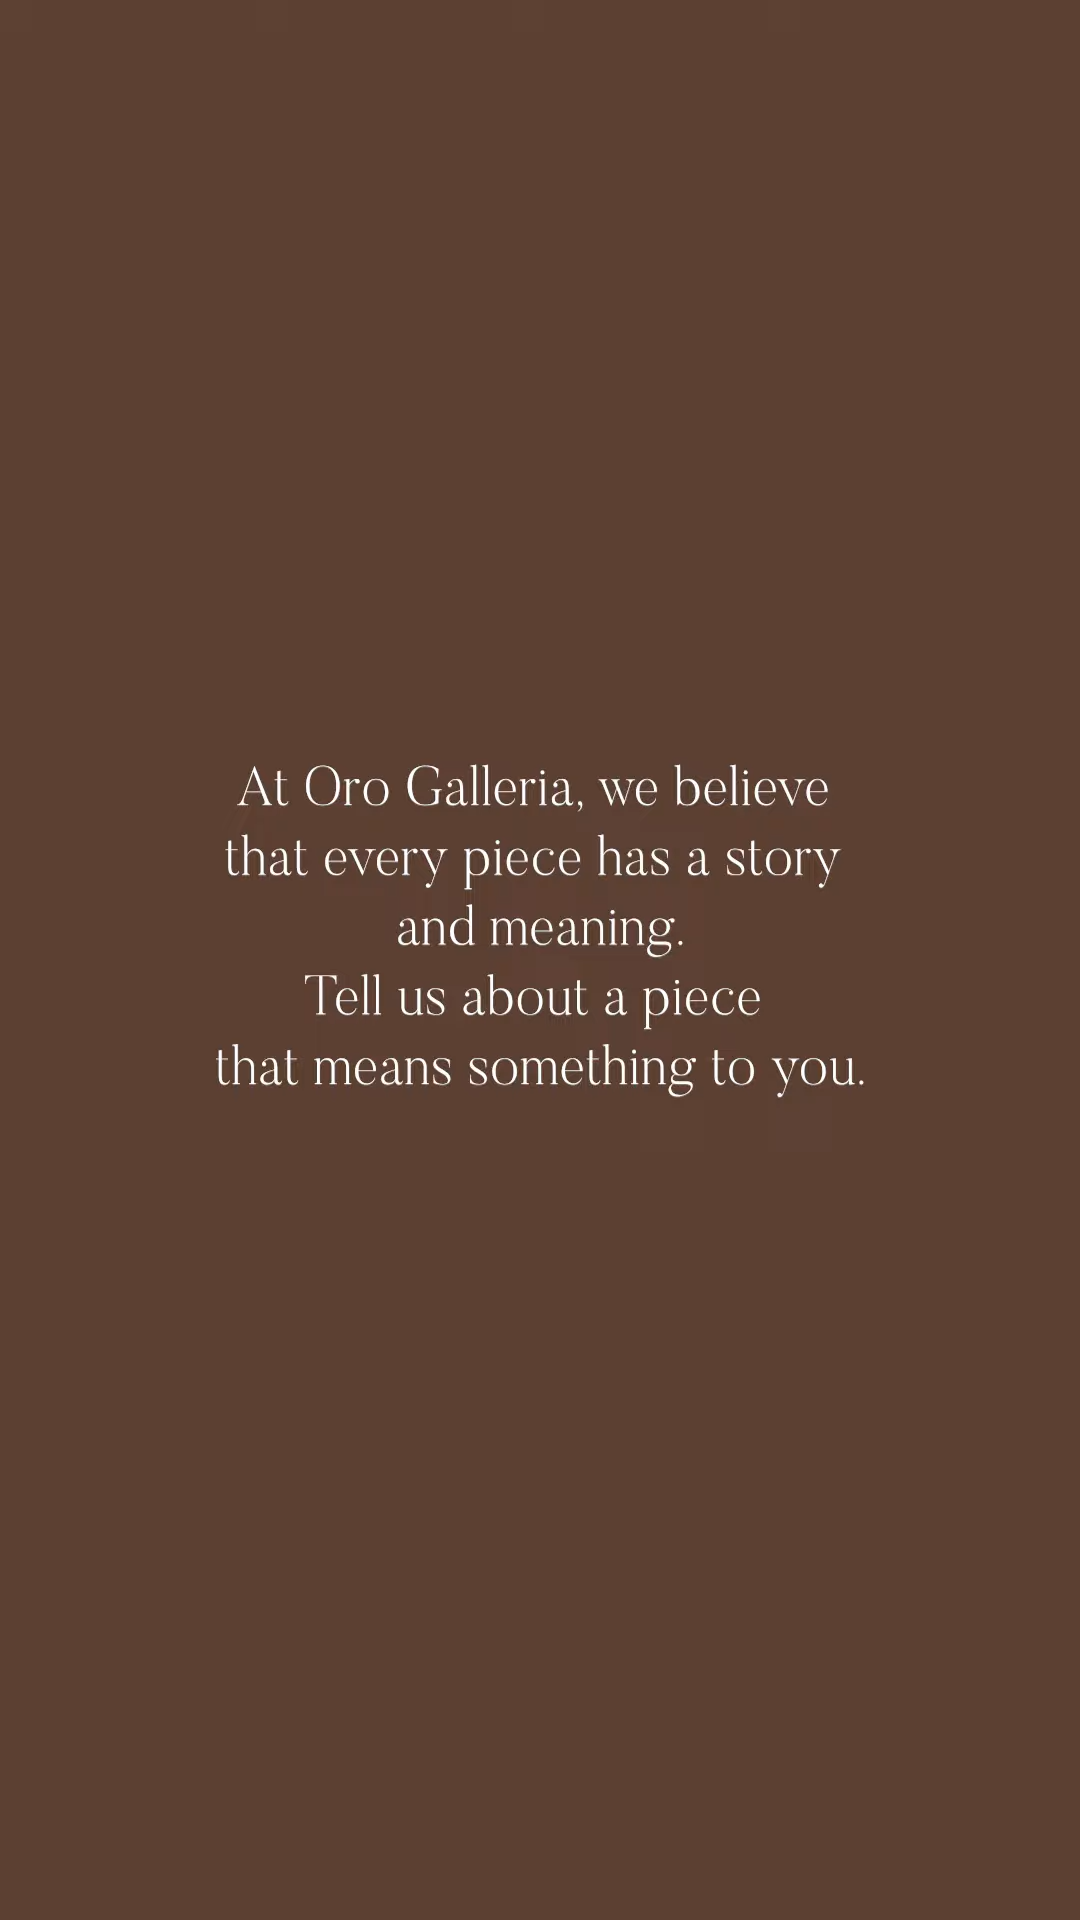 At Oro Galleria, we believe
that every piece has a story
and meaning.
Tell us about a piece
that means something to you.